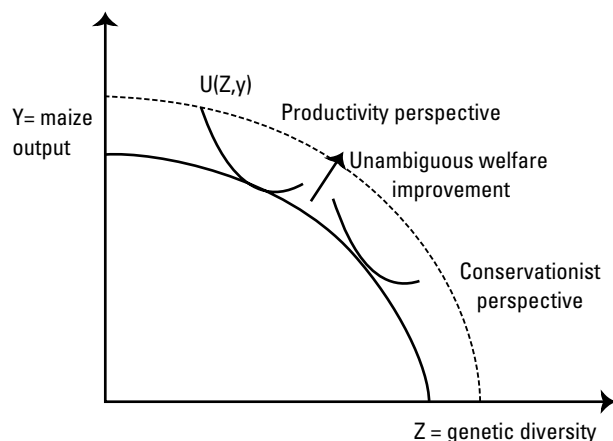 U(Z,y)
Y= maize
output
Productivity perspective
Unambiguous welfare
improvement
Conservationist
perspective
Z = genetic diversity